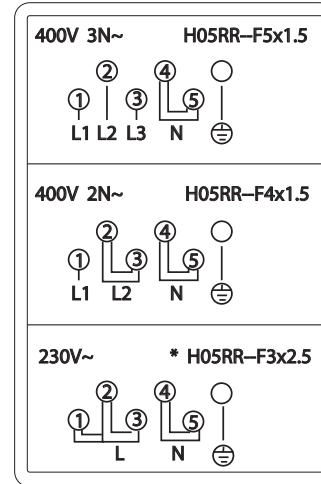 400V 3N~ H05RR–F5x1.5
2 4
1 3 5
L1 L2 L3 N
400V 2N~ H05RR–F4x1.5
2 4
1 3 5
L1 L2 N
230V~ * H05RR–F3x2.5
2 4
1 3 5
L N